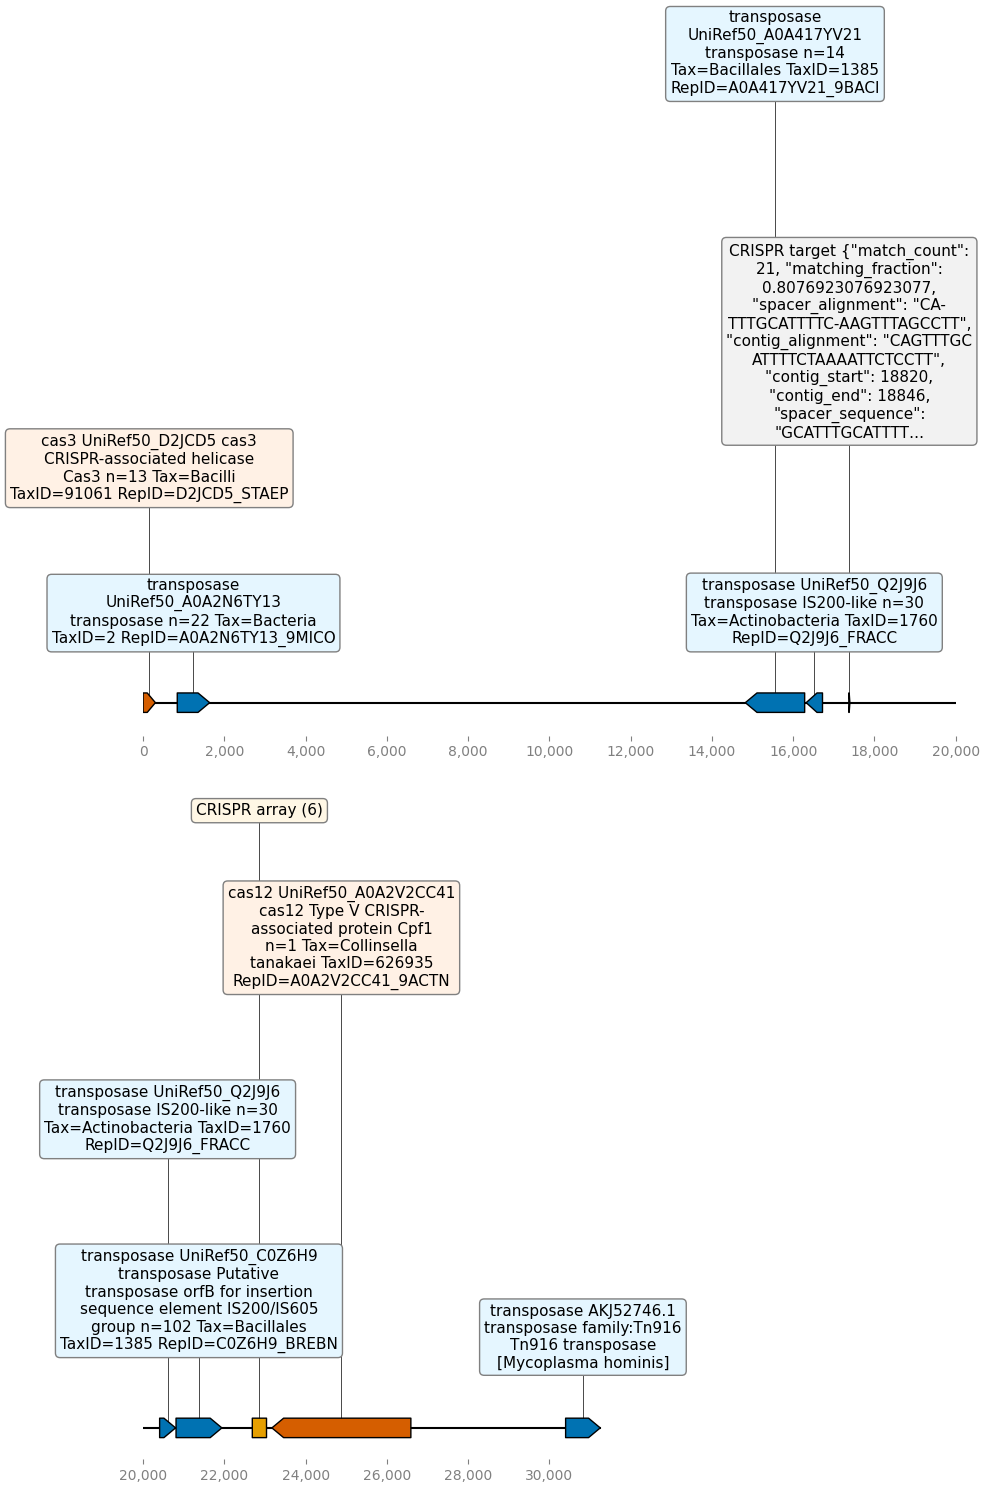 transposase
UniRef50_A0A417YV21
transposase n=14
Tax=Bacillales TaxID=1385
RepID=A0A417YV21_9BACI
CRISPR target {"match_count":
21, "matching_fraction":
0.8076923076923077,
"spacer_alignment": "CA-
TTTGCATTTTC-AAGTTTAGCCTT",
"contig_alignment": "CAGTTTGC
ATTTTCTAAAATTCTCCTT",
"contig_start": 18820,
"contig_end": 18846,
"spacer_sequence":
"GCATTTGCATTTT...
cas3 UniRef50_D2JCD5 cas3
CRISPR-associated helicase
Cas3 n=13 Tax=Bacilli
TaxID=91061 RepID=D2JCD5_STAEP
transposase
UniRef50_A0A2N6TY13
transposase n=22 Tax=Bacteria
TaxID=2 RepID=A0A2N6TY13_9MICO
transposase UniRef50_Q2J9J6
transposase IS200-like n=30
Tax=Actinobacteria TaxID=1760
RepID=Q2J9J6_FRACC
0 2,000 4,000 6,000 8,000 10,000 12,000 14,000 16,000 18,000 20,000
CRISPR array (6)
cas12 UniRef50_A0A2V2CC41
cas12 Type V CRISPR-
associated protein Cpf1
n=1 Tax=Collinsella
tanakaei TaxID=626935
RepID=A0A2V2CC41_9ACTN
transposase UniRef50_Q2J9J6
transposase IS200-like n=30
Tax=Actinobacteria TaxID=1760
RepID=Q2J9J6_FRACC
transposase UniRef50_C0Z6H9
transposase Putative
transposase orfB for insertion
sequence element IS200/IS605
group n=102 Tax=Bacillales
TaxID=1385 RepID=C0Z6H9_BREBN
transposase AKJ52746.1
transposase family:Tn916
Tn916 transposase
[Mycoplasma hominis]
20,000 22,000 24,000 26,000 28,000 30,000